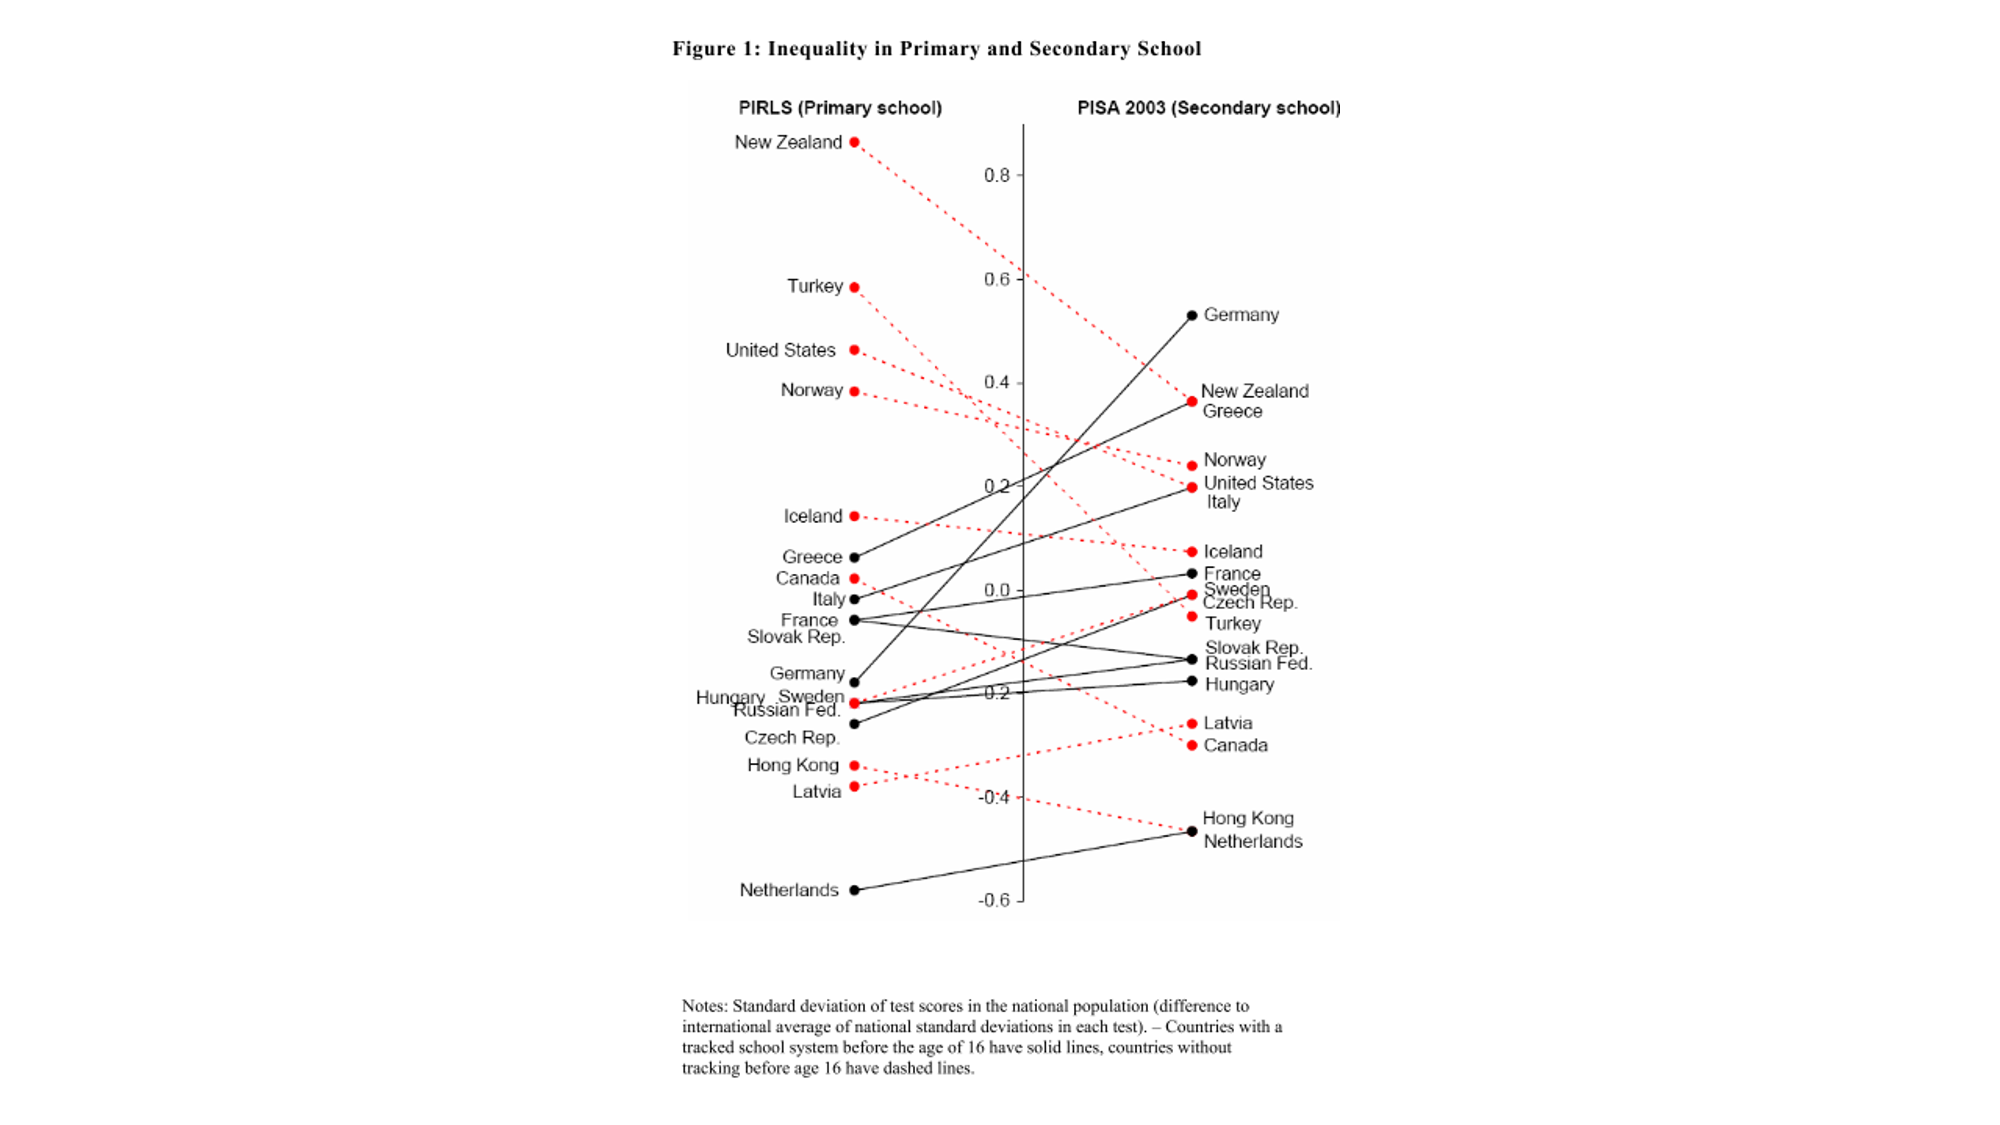 Figure 1: Inequality in Primary and Secondary School
PIRLS (Primary school)
PISA 2003 (Secondary school)
New Zealand
Turkey
United States
Norway
Iceland
Greece
Canada
Italy
France
Slovak Rep.
Germany
Hungary Sweden
Russian Fed.
Czech Rep.
Hong Kong
Latvia
Netherlands
0.8
0.6
0.4
0.2
0.0
-0.2
-0.4
-0.6
Germany
New Zealand
Greece
Norway
United States
Italy
Iceland
France
Sweden
Czech Rep.
Turkey
Slovak Rep.
Russian Fed.
Hungary
Latvia
Canada
Hong Kong
Netherlands
Notes: Standard deviation of test scores in the national population (difference to
international average of national standard deviations in each test). – Countries with a
tracked school system before the age of 16 have solid lines, countries without
tracking before age 16 have dashed lines.